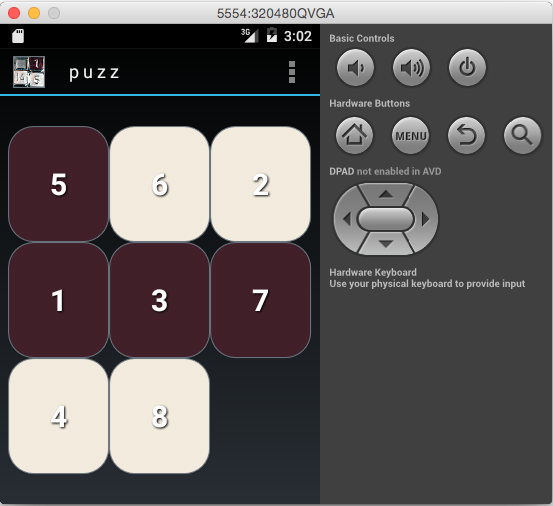 5554:320480QVGA
3G 3:02
puzz
5 6 2
1 3 7
4 8
Basic Controls
Hardware Buttons
MENU
DPAD not enabled in AVD
Hardware Keyboard
Use your physical keyboard to provide input